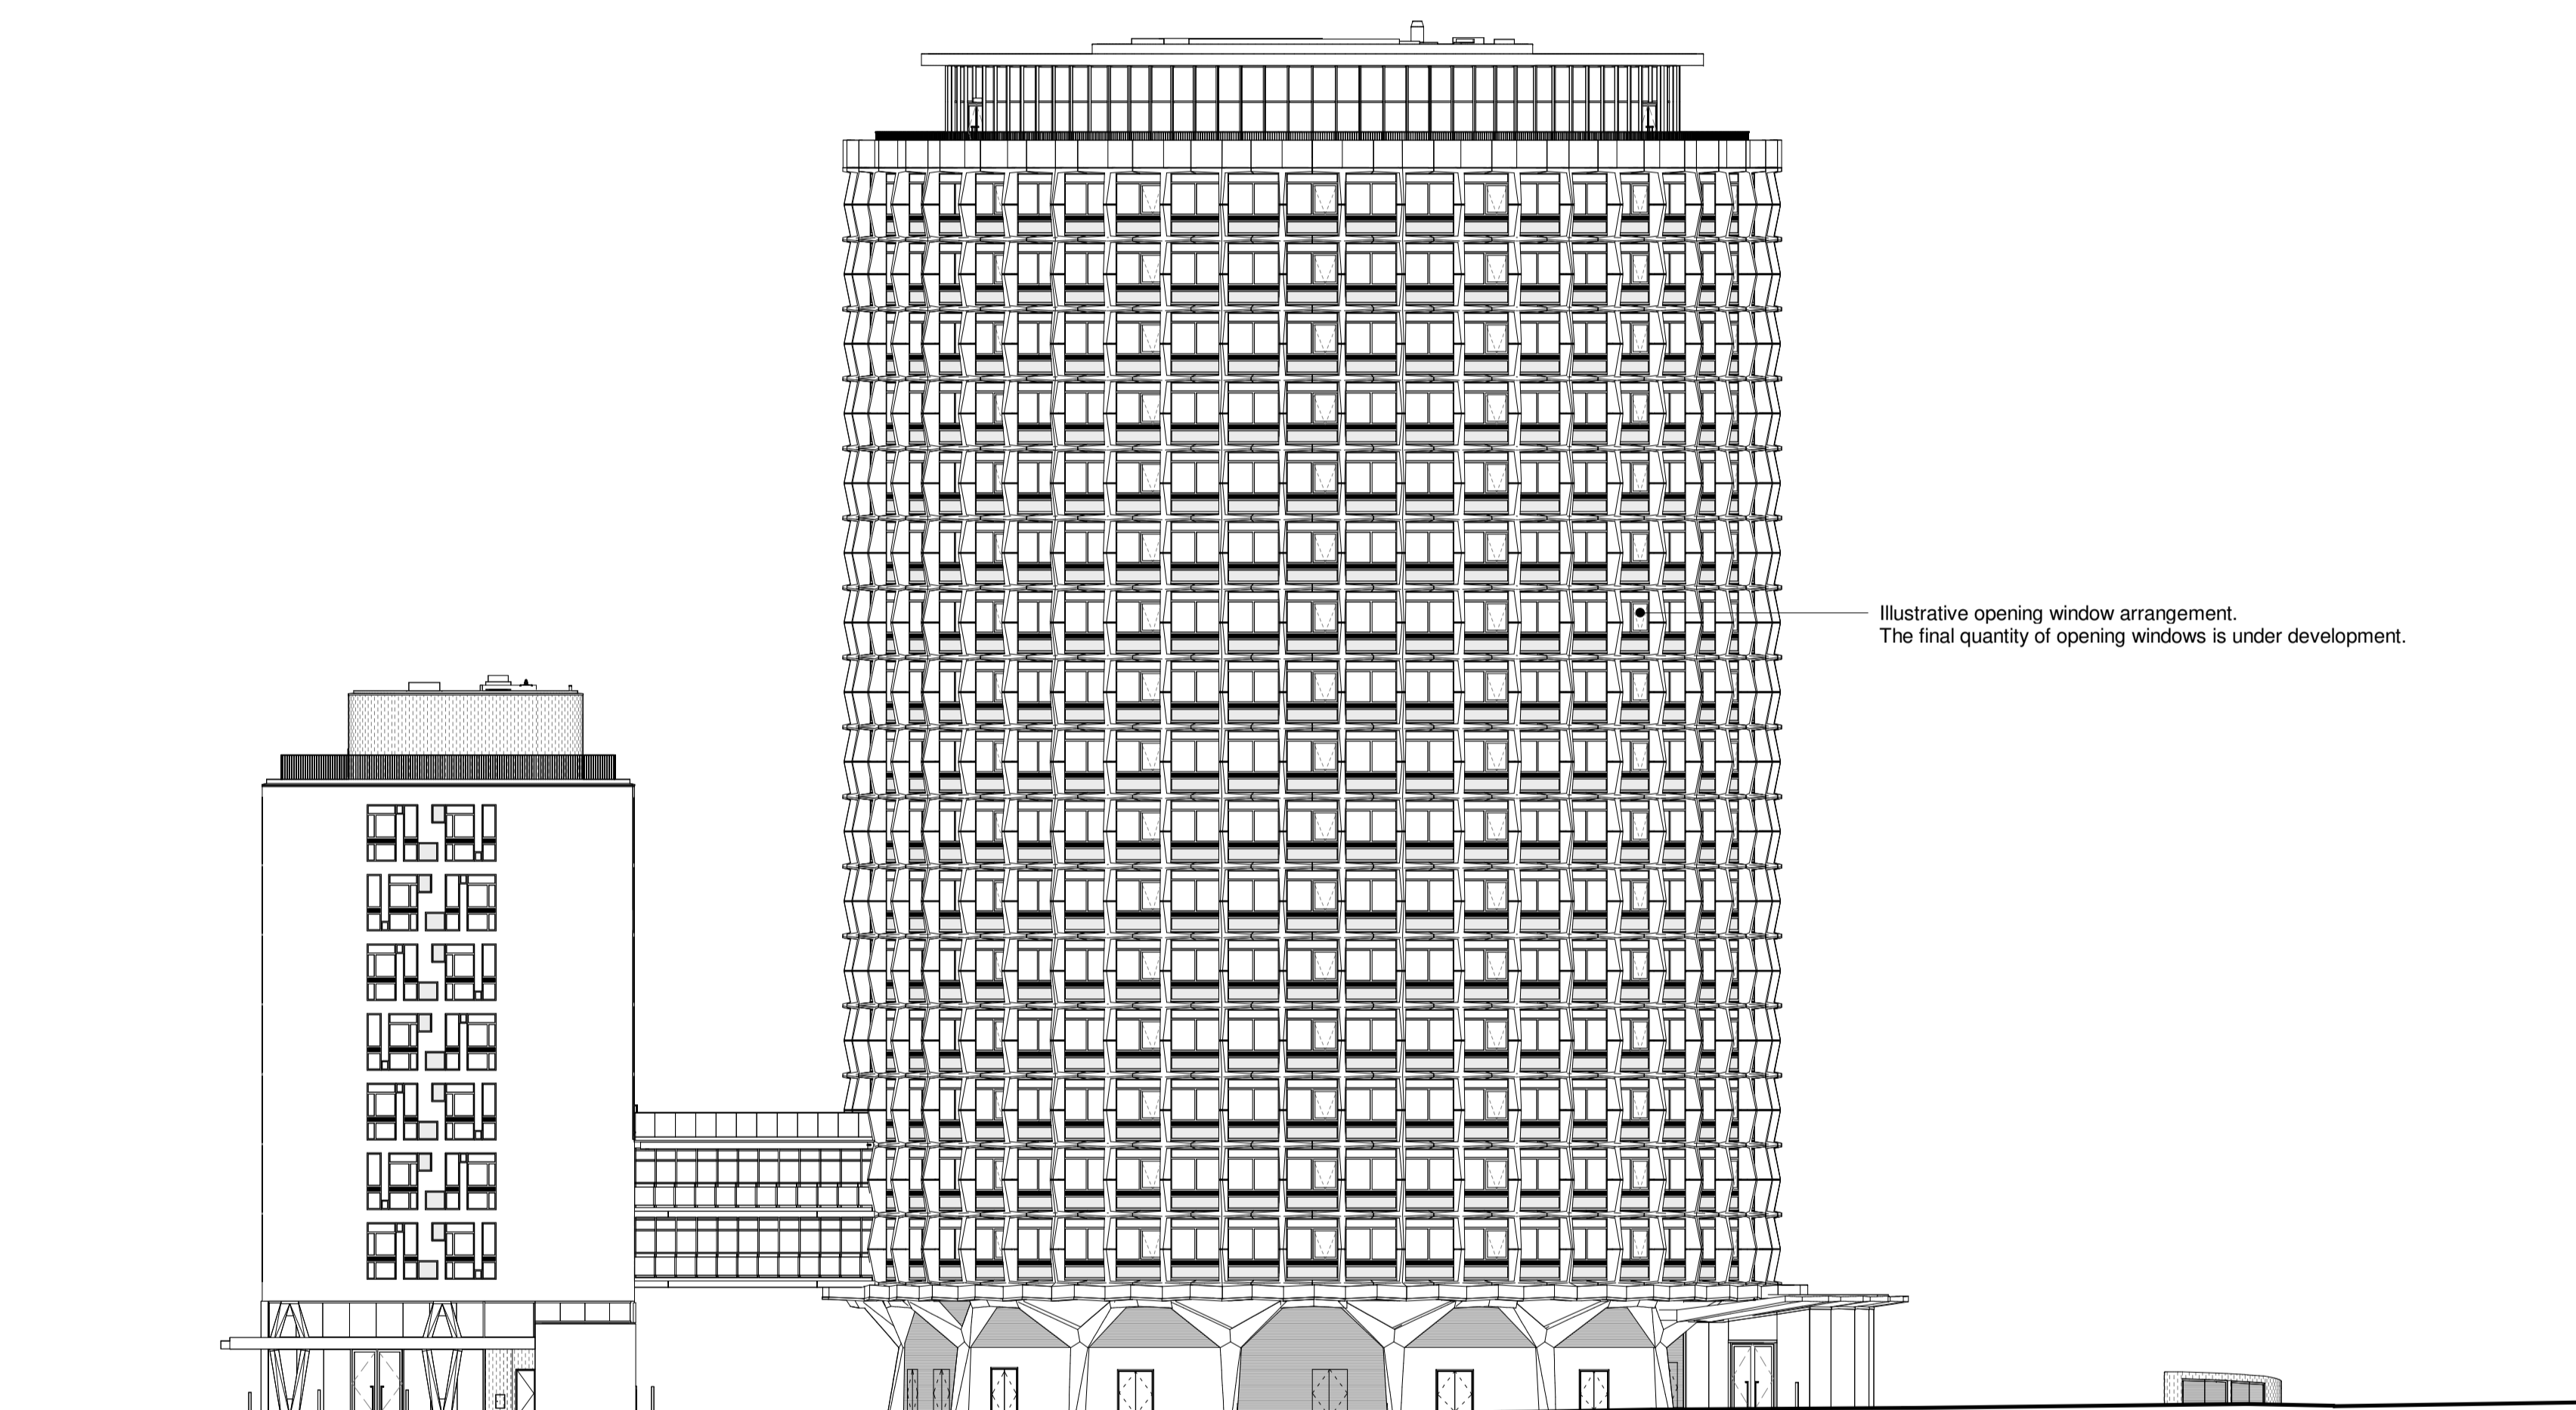 Illustrative opening window arrangement.
The final quantity of opening windows is under development.